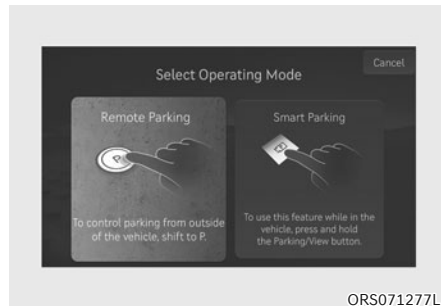 Cancel
Select Operating Mode
Remote Parking
P
To control parking from outside
of the vehicle, shift to P.
Smart Parking
To use this feature while in the
vehicle, press and hold
the Parking/View button.
ORS071277L